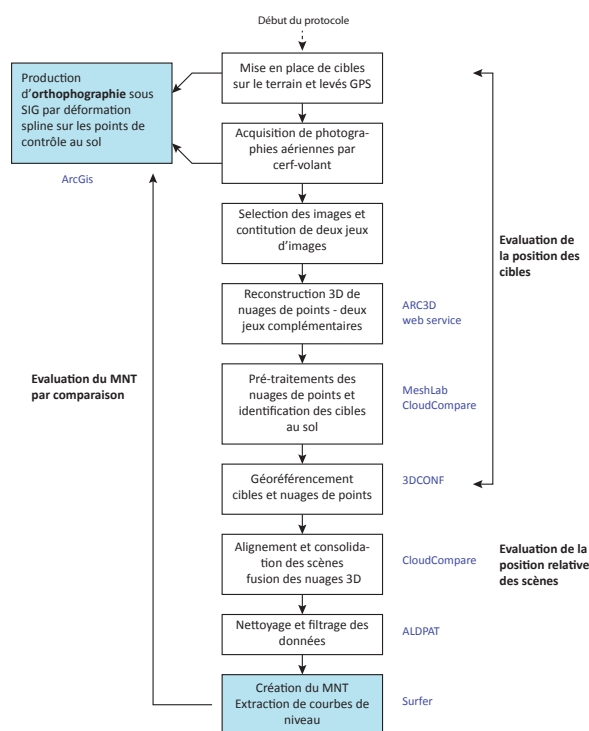 Début du protocole
Mise en place de cibles
sur le terrain et levés GPS
Production
d'orthophographie sous
SIG par déformation
spline sur les points de
contrôle au sol
ArcGis
Acquisition de photogra-
phies aériennes par
cerf-volant
Selection des images et
contitution de deux jeux
d'images
Evaluation de
la position des
cibles
Reconstruction 3D de
nuages de points - deux
jeux complémentaires
ARC3D
web service
Evaluation du MNT
par comparaison
Pré-traitements des
nuages de points et
identification des cibles
au sol
MeshLab
CloudCompare
Géoréférencement
cibles et nuages de points
3DCONF
Alignement et consolida-
tion des scènes
fusion des nuages 3D
CloudCompare
Evaluation de la
position relative
des scènes
Nettoyage et filtrage des
données
ALDPAT
Création du MNT
Extraction de courbes de
niveau
Surfer